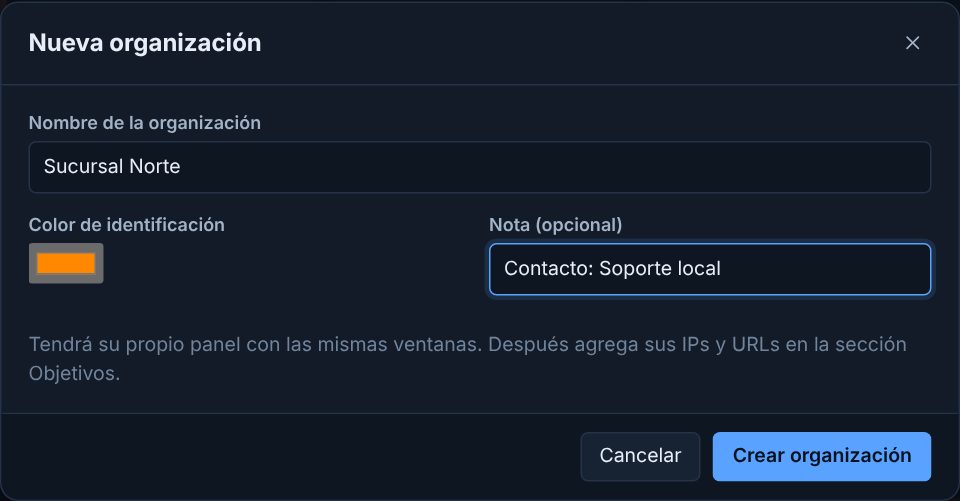 Nueva organización
Nombre de la organización
Sucursal Norte
Color de identificación
Nota (opcional)
Contacto: Soporte local
Tendrá su propio panel con las mismas ventanas. Después agrega sus IPs y URLs en la sección
Objetivos.
Cancelar
Crear organización